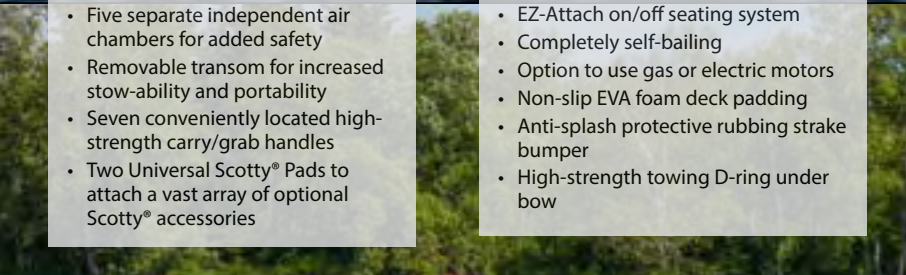 • Five separate independent air
chambers for added safety
• Removable transom for increased
stow-ability and portability
• Seven conveniently located high-
strength carry/grab handles
• Two Universal Scotty® Pads to
attach a vast array of optional
Scotty® accessories
• EZ-Attach on/off seating system
• Completely self-bailing
• Option to use gas or electric motors
• Non-slip EVA foam deck padding
• Anti-splash protective rubbing strake
bumper
• High-strength towing D-ring under
bow